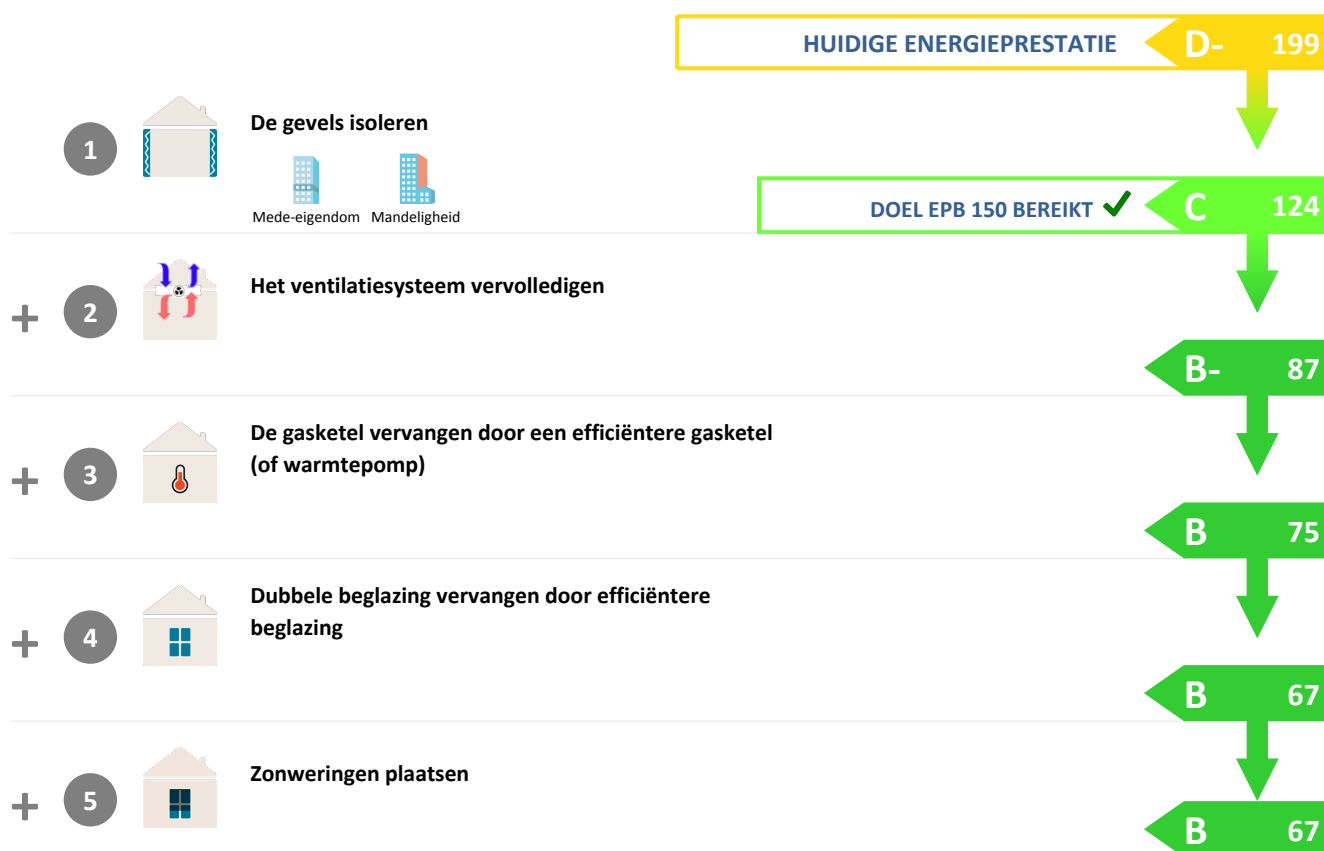 HUIDIGE ENERGIEPRESTATIE D- 199
1 De gevels isoleren
Mede-eigendom Mandeligheid
DOEL EPB 150 BEREIKT ✓ C 124
+ 2 Het ventilatiesysteem vervolledigen
B- 87
+ 3 De gasketel vervangen door een efficiëntere gasketel
(of warmtepomp)
B 75
+ 4 Dubbele beglazing vervangen door efficiëntere
beglazing
B 67
+ 5 Zonweringen plaatsen
B 67